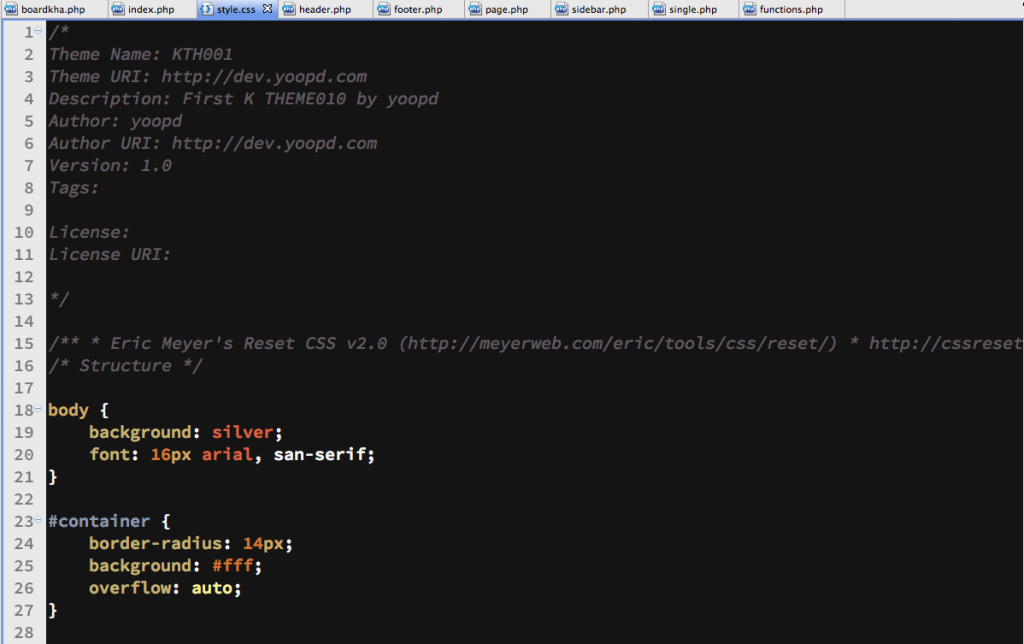 boardkha.php index.php style.css header.php footer.php page.php sidebar.php single.php functions.php
1 /*
2 Theme Name: KTH001
3 Theme URI: http://dev.yoopd.com
4 Description: First K THEME010 by yoopd
5 Author: yoopd
6 Author URI: http://dev.yoopd.com
7 Version: 1.0
8 Tags:
9
10 License:
11 License URI:
12
13 */
14
15 /** * Eric Meyer's Reset CSS v2.0 (http://meyerweb.com/eric/tools/css/reset/) * http://cssreset
16 /* Structure */
17
18 body {
19 background: silver;
20 font: 16px arial, san-serif;
21 }
22
23 #container {
24 border-radius: 14px;
25 background: #fff;
26 overflow: auto;
27 }
28